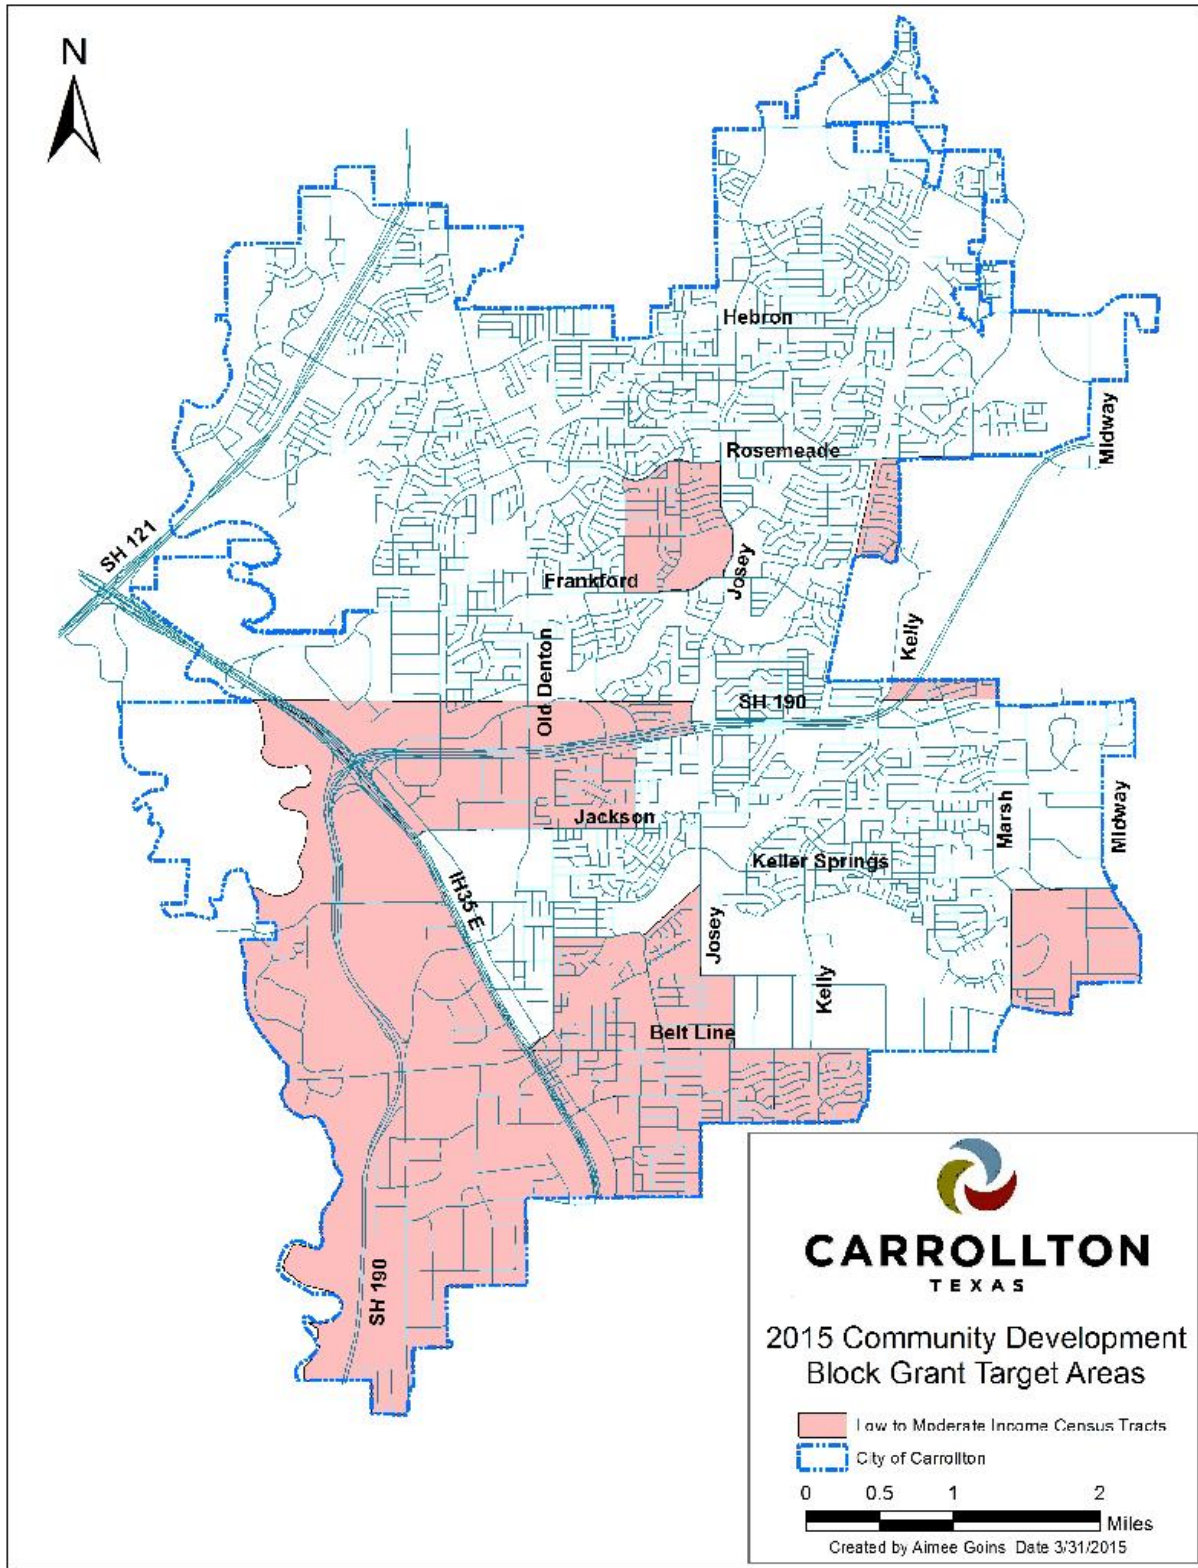 N
Hebron
Rosemeade
Midway
SH 121
Frankford
Josey
Kelly
Old Denton
SH 190
Jackson
Marsh
Midway
Keller Springs
IH35 E
Josey
Kelly
Belt Line
SH 190
CARROLLTON
TEXAS
2015 Community Development
Block Grant Target Areas
Low to Moderate Income Census Tracts
City of Carrollton
0 0.5 1 2
Miles
Created by Aimee Goins Date 3/31/2015